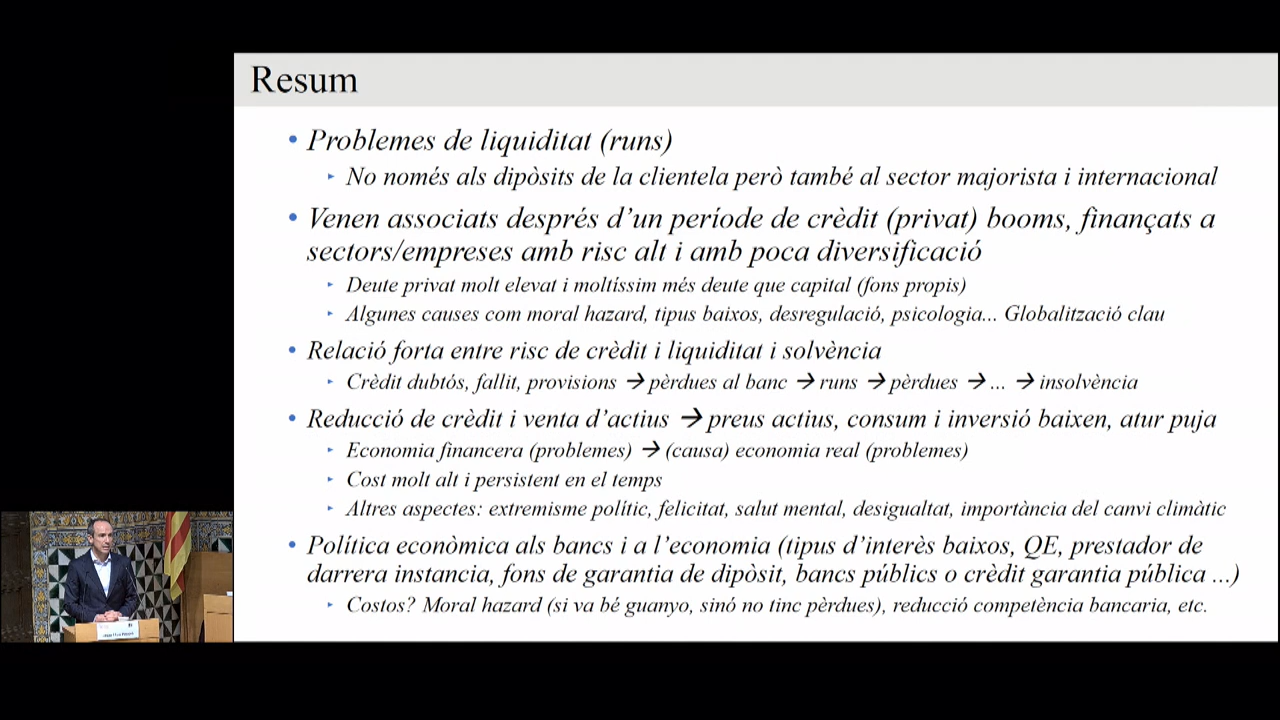 Resum
• Problemes de liquiditat (runs)
▸ No només als dipòsits de la clientela però també al sector majorista i internacional
• Venen associats després d’un període de crèdit (privat) booms, finançats a
sectors/empreses amb risc alt i amb poca diversificació
▸ Deute privat molt elevat i moltíssim més deute que capital (fons propis)
▸ Algunes causes com moral hazard, tipus baixos, desregulació, psicologia... Globalització clau
• Relació forta entre risc de crèdit i liquiditat i solvència
▸ Crèdit dubtós, fallit, provisions → pèrdues al banc → runs → pèrdues → ... → insolvència
• Reducció de crèdit i venta d’actius → preus actius, consum i inversió baixen, atur puja
▸ Economia financera (problemes) → (causa) economia real (problemes)
▸ Cost molt alt i persistent en el temps
▸ Altres aspectes: extremisme polític, felicitat, salut mental, desigualtat, importància del canvi climàtic
• Política econòmica als bancs i a l’economia (tipus d’interès baixos, QE, prestador de
darrera instancia, fons de garantia de dipòsit, bancs públics o crèdit garantia pública ...)
▸ Costos? Moral hazard (si va bé guanyo, sinó no tinc pèrdues), reducció competència bancaria, etc.